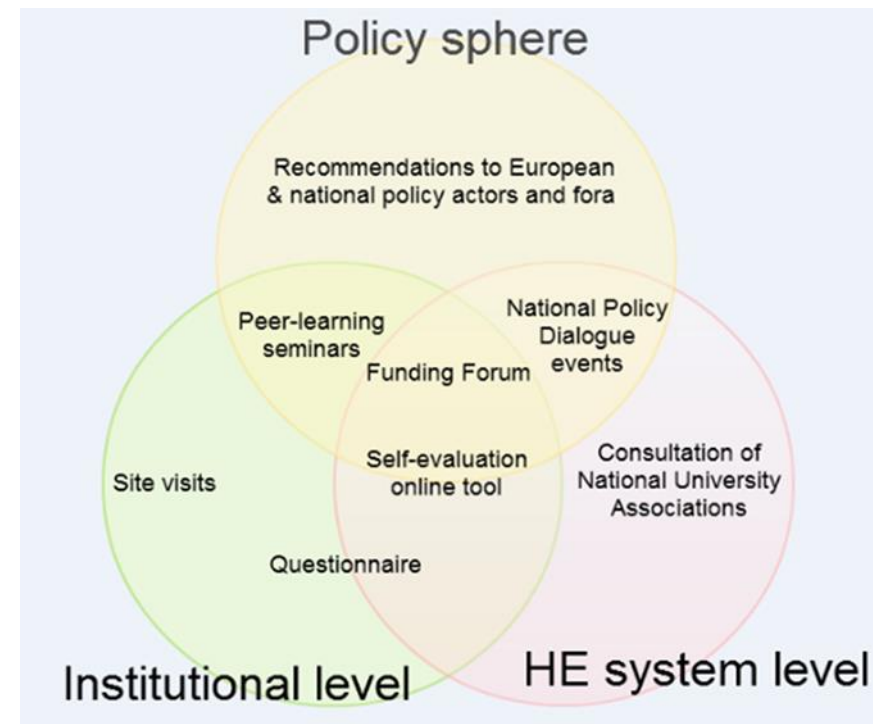 Policy sphere
Recommendations to European
& national policy actors and fora
Peer-learning
seminars
National Policy
Dialogue
events
Funding Forum
Self-evaluation
online tool
Site visits
Consultation of
National University
Associations
Questionnaire
Institutional level
HE system level